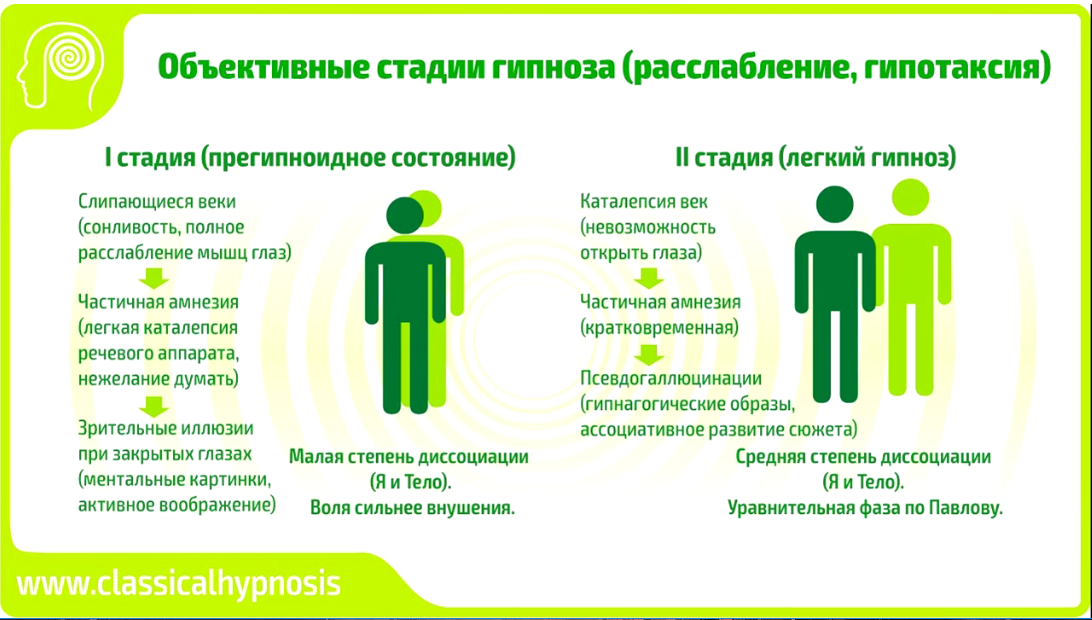 Объективные стадии гипноза (расслабление, гипотаксия)
I стадия (прегипноидное состояние)
Слипающиеся веки
(сонливость, полное
расслабление мышц глаз)
Частичная амнезия
(легкая каталепсия
речевого аппарата,
нежелание думать)
Зрительные иллюзии
при закрытых глазах
(ментальные картинки,
активное воображение)
Малая степень диссоциации
(Я и Тело).
Воля сильнее внушения.
II стадия (легкий гипноз)
Каталепсия век
(невозможность
открыть глаза)
Частичная амнезия
(кратковременная)
Псевдогаллюцинации
(гипнагогические образы,
ассоциативное развитие сюжета)
Средняя степень диссоциации
(Я и Тело).
Уравнительная фаза по Павлову.
www.classicalhypnosis